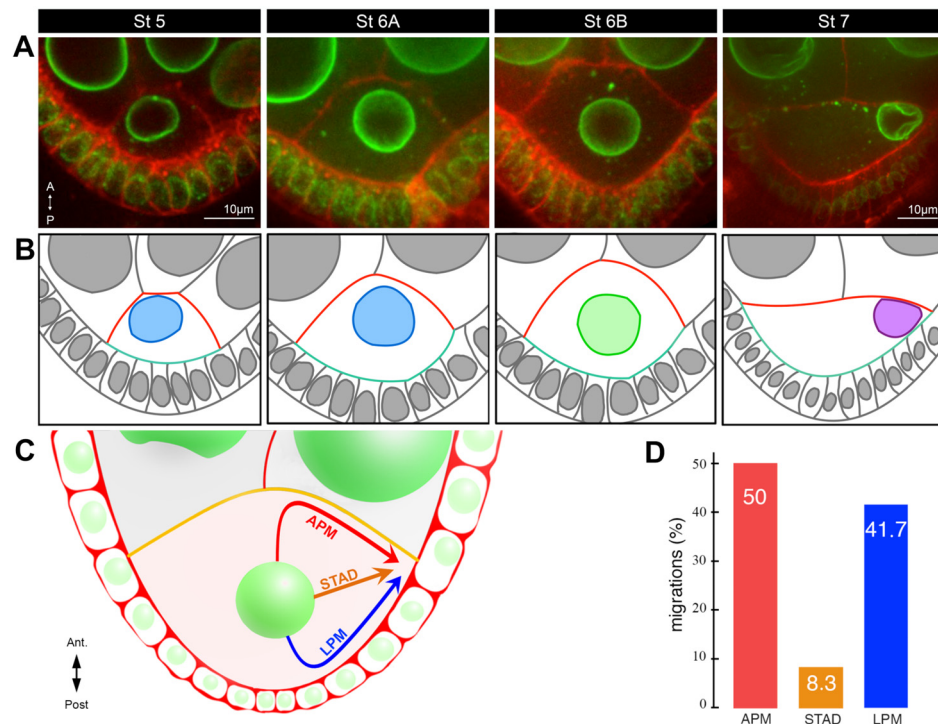 St 5 St 6A St 6B St 7
A
A
P
10µm
10µm
B
C
APM
STAD
LPM
Ant.
Post
D
migrations (%)
50
40
30
20
10
0
50
8.3
41.7
APM STAD LPM